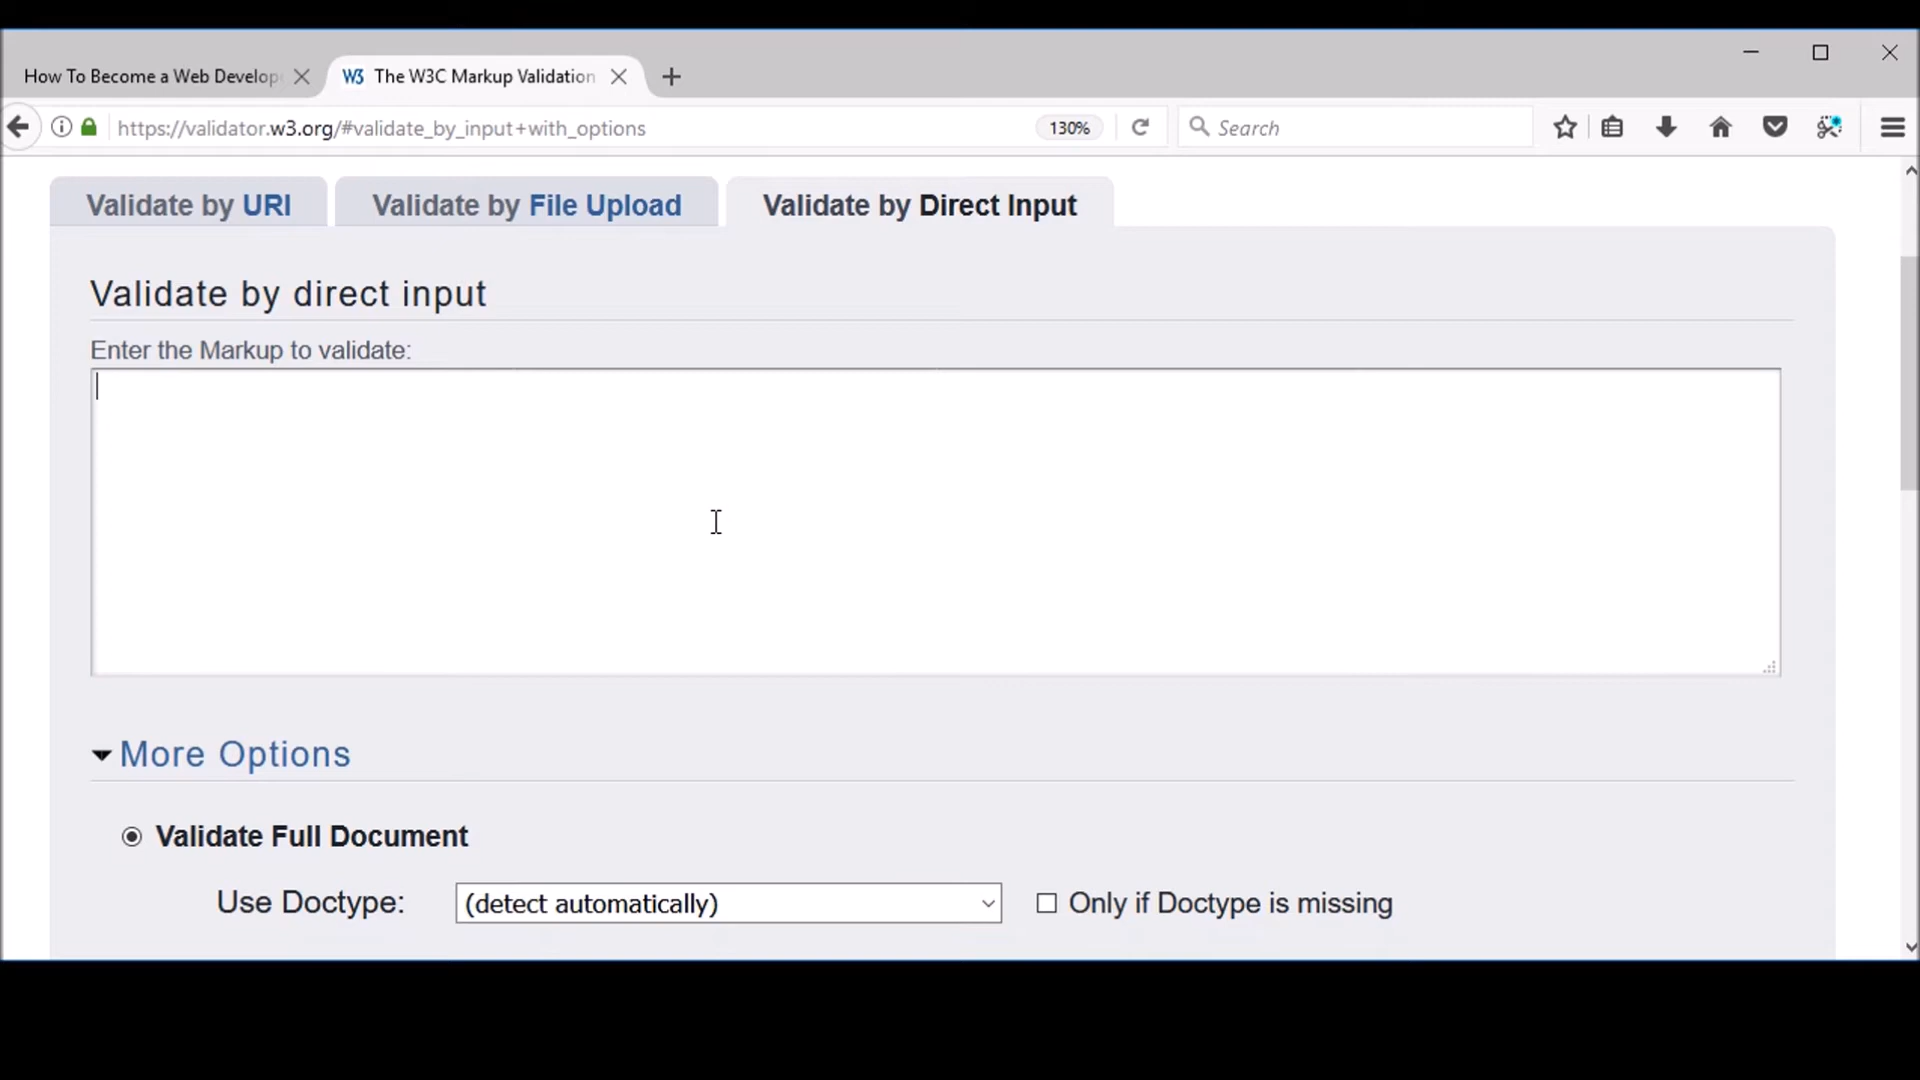 How To Become a Web Develop
W3 The W3C Markup Validation
https://validator.w3.org/#validate_by_input+with_options
130%
Search
Validate by URI
Validate by File Upload
Validate by Direct Input
Validate by direct input
Enter the Markup to validate:
More Options
Validate Full Document
Use Doctype:
(detect automatically)
Only if Doctype is missing